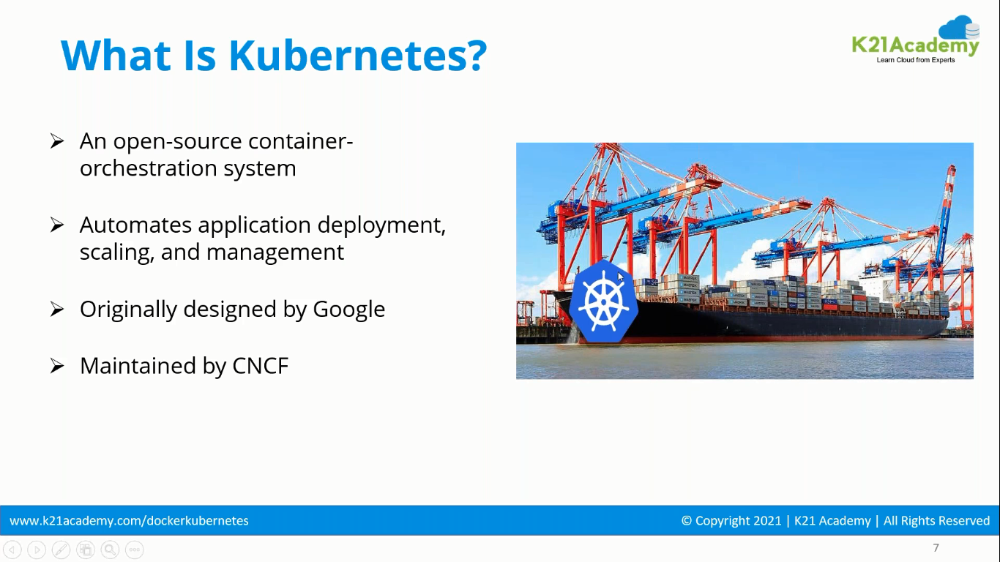 What Is Kubernetes?
K21Academy
Learn Cloud from Experts
➢ An open-source container-
orchestration system
➢ Automates application deployment,
scaling, and management
➢ Originally designed by Google
➢ Maintained by CNCF
www.k21academy.com/dockerkubernetes
© Copyright 2021 | K21 Academy | All Rights Reserved
7